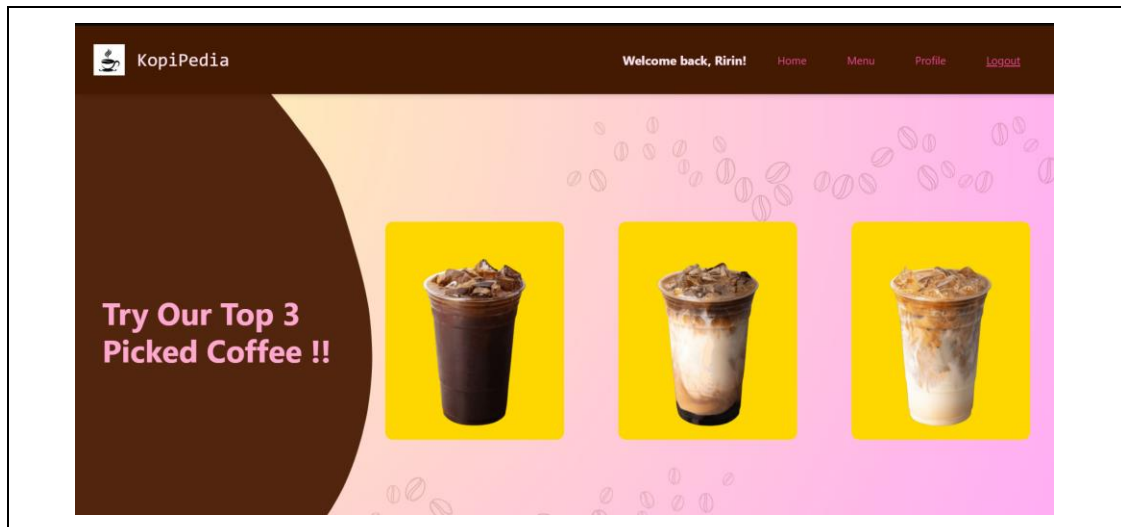 KopiPedia
Welcome back, Ririn! Home Menu Profile Logout
Try Our Top 3
Picked Coffee !!